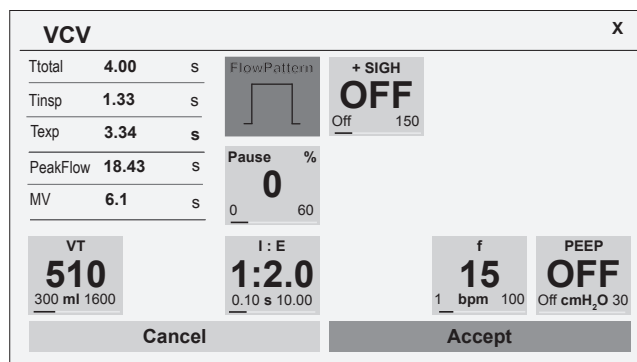 VCV X
Ttotal 4.00 s
Tinsp 1.33 s
Texp 3.34 s
PeakFlow 18.43 s
MV 6.1 s
FlowPattern
+ SIGH
OFF
Off 150
Pause %
0
0 60
VT
510
300 ml 1600
I : E
1:2.0
0.10 s 10.00
f
15
1 bpm 100
PEEP
OFF
Off cmH₂O 30
Cancel Accept